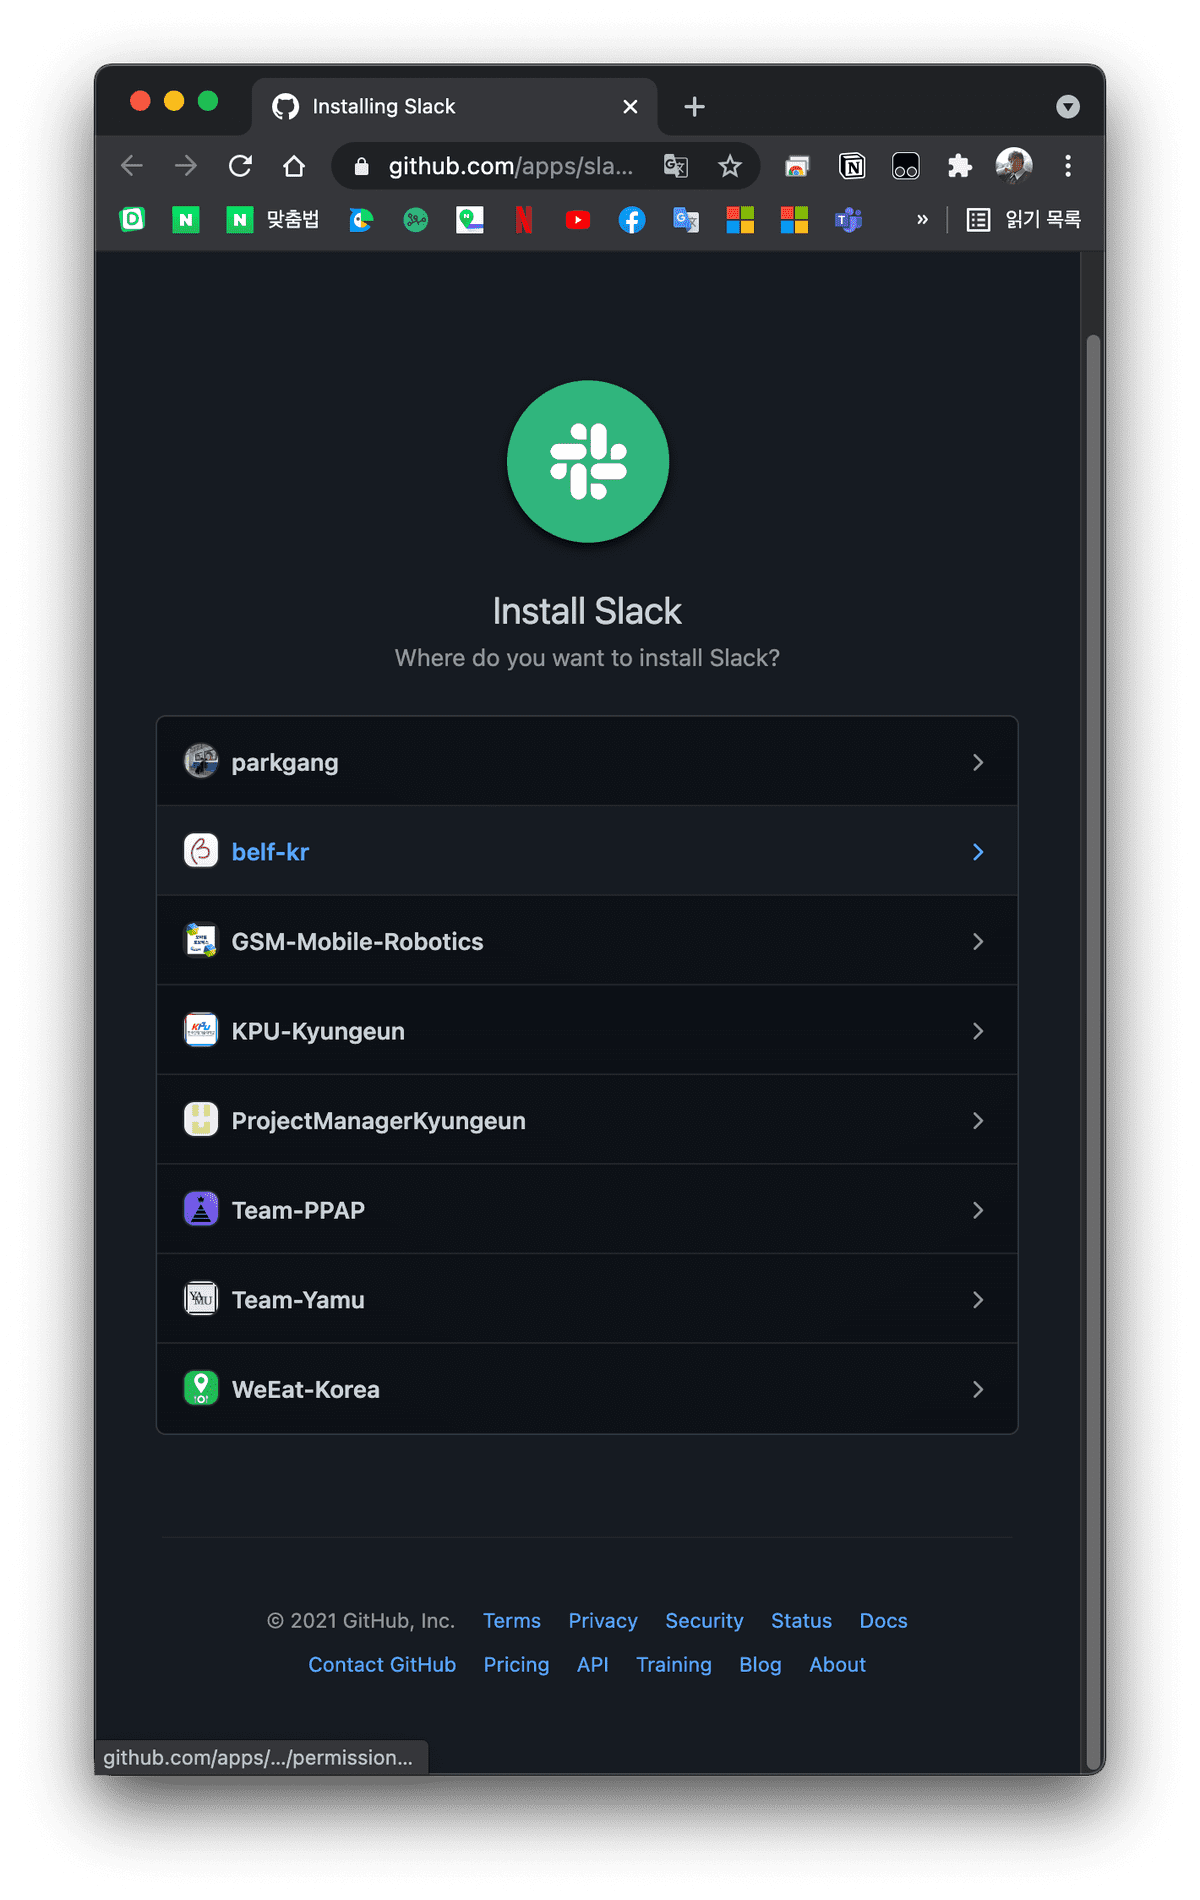 Installing Slack
github.com/apps/sla...
맞춤법
읽기 목록
Install Slack
Where do you want to install Slack?
parkgang
belf-kr
GSM-Mobile-Robotics
KPU-Kyungeun
ProjectManagerKyungeun
Team-PPAP
Team-Yamu
WeEat-Korea
© 2021 GitHub, Inc. Terms Privacy Security Status Docs
Contact GitHub Pricing API Training Blog About
github.com/apps/.../permission...